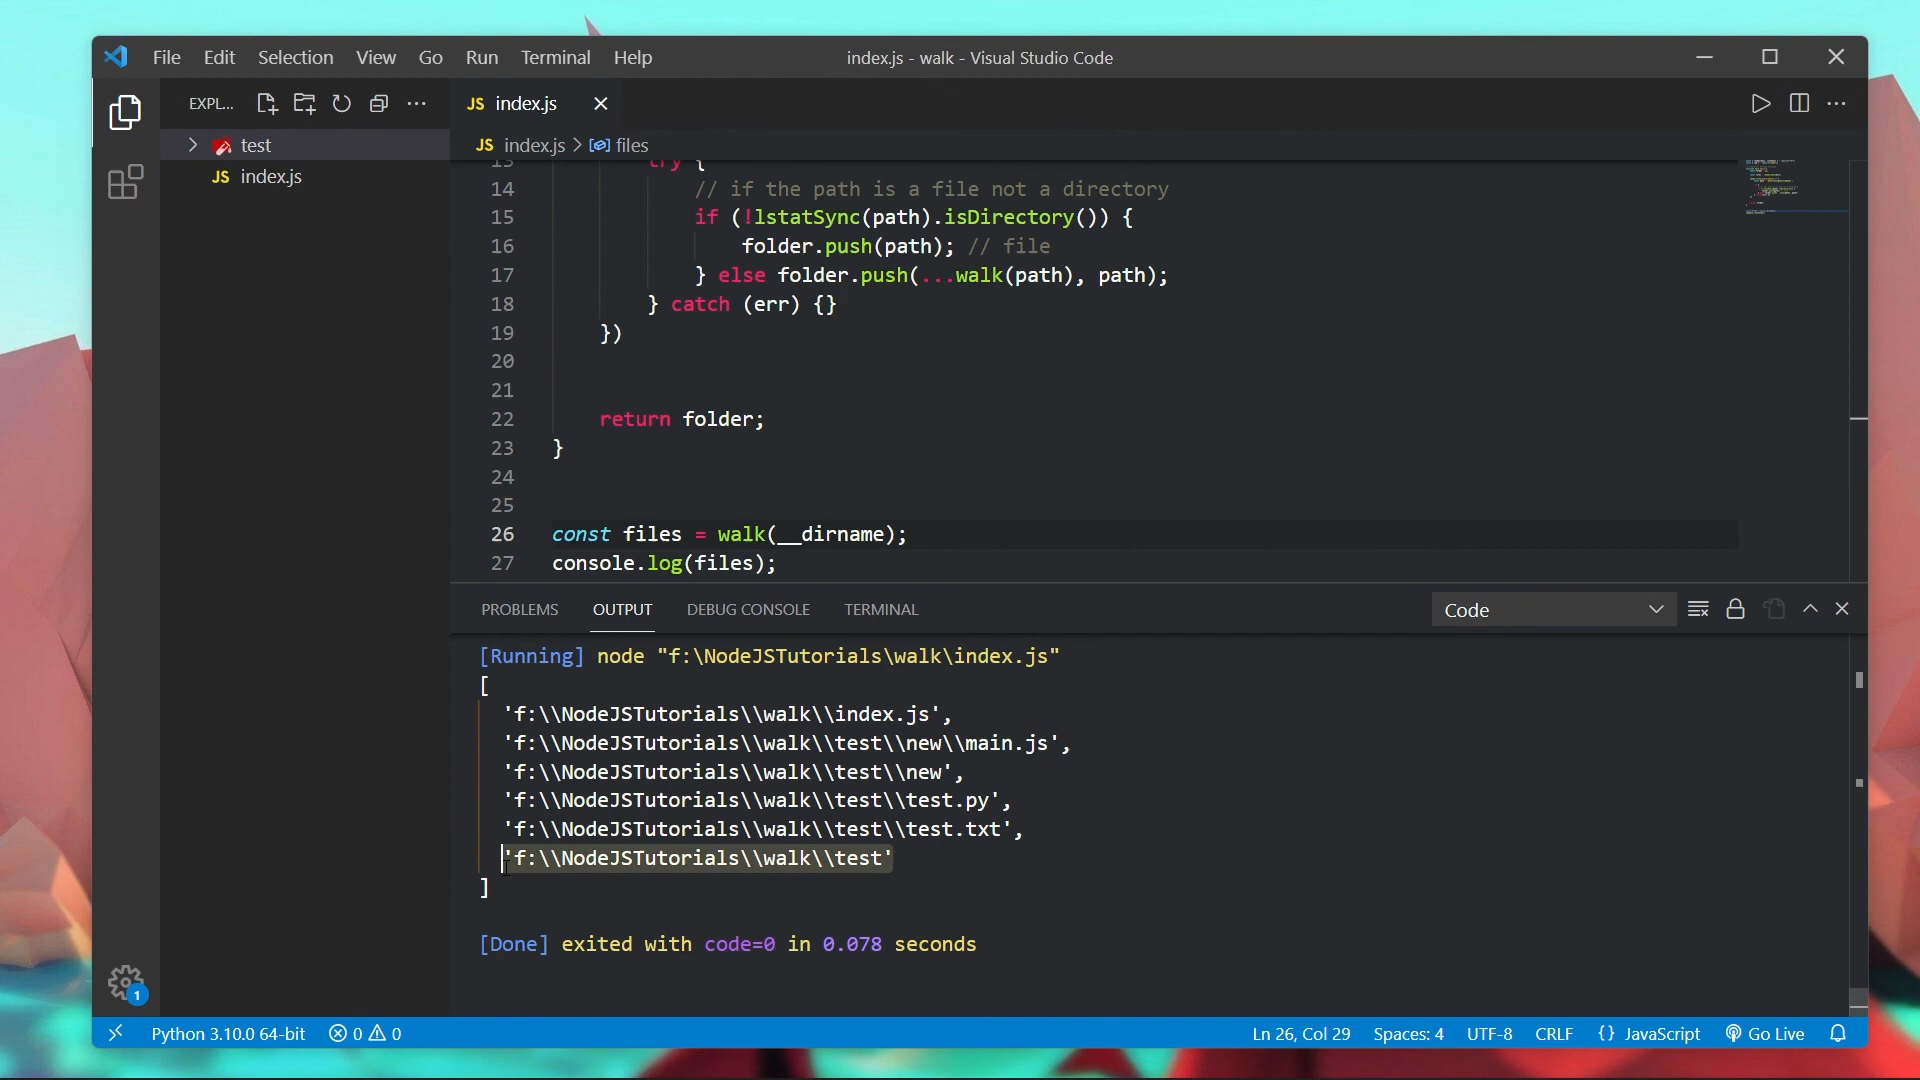 File Edit Selection View Go Run Terminal Help
index.js - walk - Visual Studio Code
EXPL...
JS index.js
test
JS index.js
JS index.js > files
13 try {
14 // if the path is a file not a directory
15 if (!lstatSync(path).isDirectory()) {
16 folder.push(path); // file
17 } else folder.push(...walk(path), path);
18 } catch (err) {}
19 })
20
21
22 return folder;
23 }
24
25
26 const files = walk(__dirname);
27 console.log(files);
PROBLEMS OUTPUT DEBUG CONSOLE TERMINAL
Code
[Running] node "f:\NodeJSTutorials\walk\index.js"
[
'f:\\NodeJSTutorials\\walk\\index.js',
'f:\\NodeJSTutorials\\walk\\test\\new\\main.js',
'f:\\NodeJSTutorials\\walk\\test\\new',
'f:\\NodeJSTutorials\\walk\\test\\test.py',
'f:\\NodeJSTutorials\\walk\\test\\test.txt',
'f:\\NodeJSTutorials\\walk\\test'
]
[Done] exited with code=0 in 0.078 seconds
1
Python 3.10.0 64-bit 0 0 Ln 26, Col 29 Spaces: 4 UTF-8 CRLF {} JavaScript Go Live